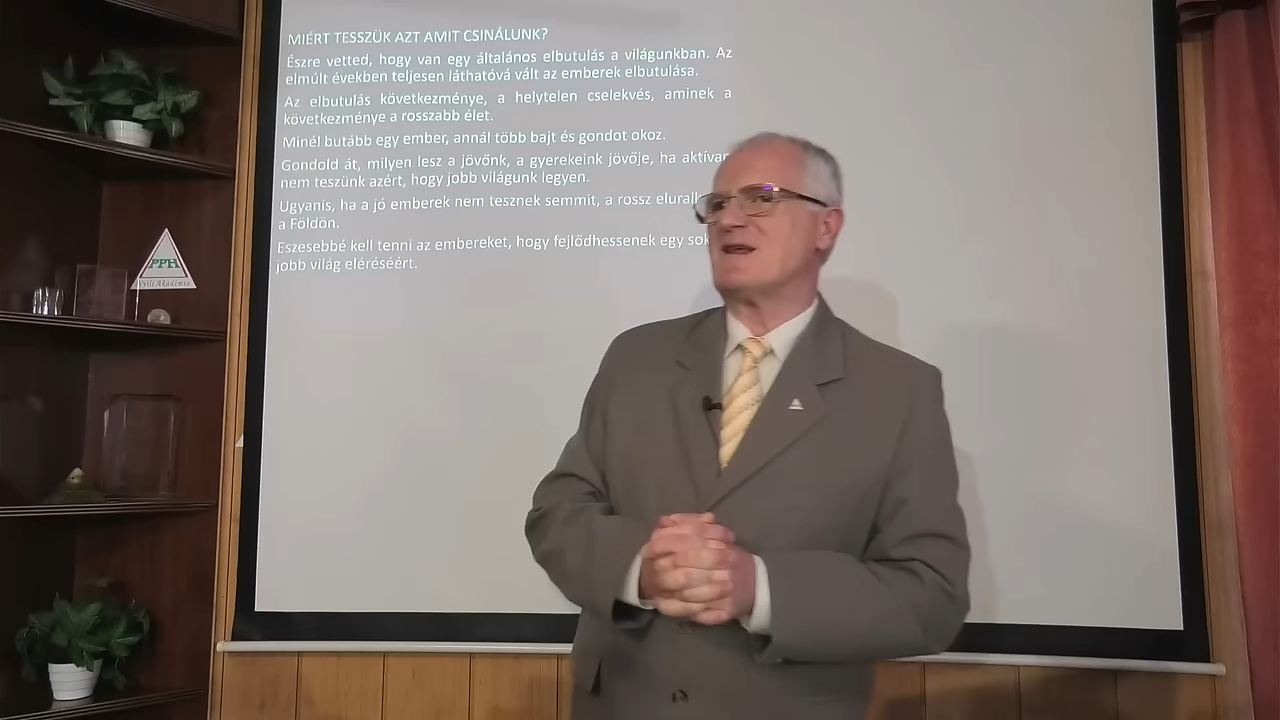 MIÉRT TESSZÜK AZT AMIT CSINÁLUNK?
Észre vetted, hogy van egy általános elbutulás a világunkban. Az
elmúlt években teljesen láthatóvá vált az emberek elbutulása.
Az elbutulás következménye, a helytelen cselekvés, aminek a
következménye a rosszabb élet.
Minél butább egy ember, annál több bajt és gondot okoz.
Gondold át, milyen lesz a jövőnk, a gyerekeink jövője, ha
nem teszünk azért, hogy jobb világunk legyen.
Ugyanis, ha a jó emberek nem tesznek semmit, a rossz
a Földön.
Eszesebbé kell tenni az embereket, hogy fejlődhessenek egy
jobb világ eléréséért.
PPH
Nyílt Akadémia